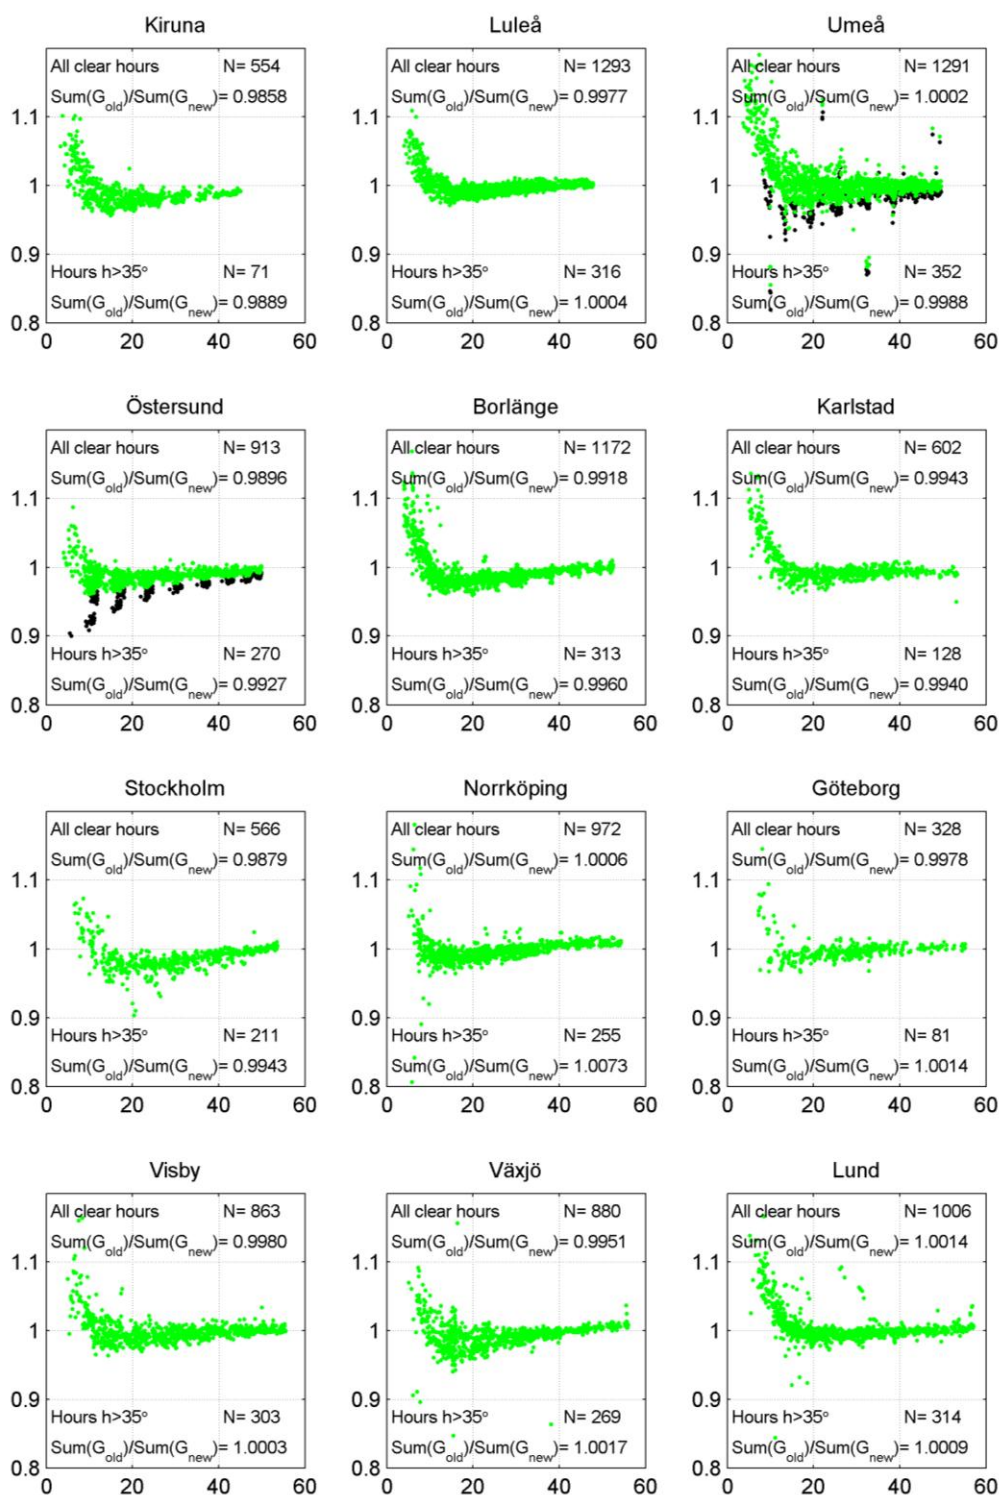 Kiruna
All clear hours N= 554
Sum(Gold)/Sum(Gnew)= 0.9858
1.1
1
0.9
Hours h>35° N= 71
Sum(Gold)/Sum(Gnew)= 0.9889
0.8
0 20 40 60
Luleå
All clear hours N= 1293
Sum(Gold)/Sum(Gnew)= 0.9977
Hours h>35° N= 316
Sum(Gold)/Sum(Gnew)= 1.0004
0 20 40 60
Umeå
All clear hours N= 1291
Sum(Gold)/Sum(Gnew)= 1.0002
1.1
1
0.9
Hours h>35° N= 352
Sum(Gold)/Sum(Gnew)= 0.9988
0.8
0 20 40 60
Östersund
All clear hours N= 913
Sum(Gold)/Sum(Gnew)= 0.9896
1.1
1
0.9
Hours h>35° N= 270
Sum(Gold)/Sum(Gnew)= 0.9927
0.8
0 20 40 60
Borlänge
All clear hours N= 1172
Sum(Gold)/Sum(Gnew)= 0.9918
1.1
1
0.9
Hours h>35° N= 313
Sum(Gold)/Sum(Gnew)= 0.9960
0.8
0 20 40 60
Karlstad
All clear hours N= 602
Sum(Gold)/Sum(Gnew)= 0.9943
1.1
1
0.9
Hours h>35° N= 128
Sum(Gold)/Sum(Gnew)= 0.9940
0.8
0 20 40 60
Stockholm
All clear hours N= 566
Sum(Gold)/Sum(Gnew)= 0.9879
1.1
1
0.9
Hours h>35° N= 211
Sum(Gold)/Sum(Gnew)= 0.9943
0.8
0 20 40 60
Norrköping
All clear hours N= 972
Sum(Gold)/Sum(Gnew)= 1.0006
1.1
1
0.9
Hours h>35° N= 255
Sum(Gold)/Sum(Gnew)= 1.0073
0.8
0 20 40 60
Göteborg
All clear hours N= 328
Sum(Gold)/Sum(Gnew)= 0.9978
1.1
1
0.9
Hours h>35° N= 81
Sum(Gold)/Sum(Gnew)= 1.0014
0.8
0 20 40 60
Visby
All clear hours N= 863
Sum(Gold)/Sum(Gnew)= 0.9980
1.1
1
0.9
Hours h>35° N= 303
Sum(Gold)/Sum(Gnew)= 1.0003
0.8
0 20 40 60
Växjö
All clear hours N= 880
Sum(Gold)/Sum(Gnew)= 0.9951
1.1
1
0.9
Hours h>35° N= 269
Sum(Gold)/Sum(Gnew)= 1.0017
0.8
0 20 40 60
Lund
All clear hours N= 1006
Sum(Gold)/Sum(Gnew)= 1.0014
1.1
1
0.9
Hours h>35° N= 314
Sum(Gold)/Sum(Gnew)= 1.0009
0.8
0 20 40 60